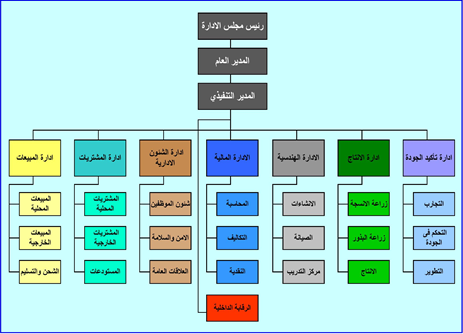 رئيس مجلس الادارة
المدير العام
المدير التنفيذي
ادارة تأكيد الجودة
ادارة الانتاج
الادارة الهندسية
الادارة المالية
ادارة الشئون
الادارية
ادارة المشتريات
ادارة المبيعات
التجارب
زراعة الانسجة
الانشاءات
المحاسبة
شئون الموظفين
المشتريات
المحلية
المبيعات
المحلية
التحكم فى
الجودة
زراعة البذور
الصيانة
التكاليف
الامن والسلامة
المشتريات
الخارجية
المبيعات
الخارجية
التطوير
الانتاج
مركز التدريب
النقدية
العلاقات العامة
المستودعات
الشحن والتسليم
الرقابة الداخلية